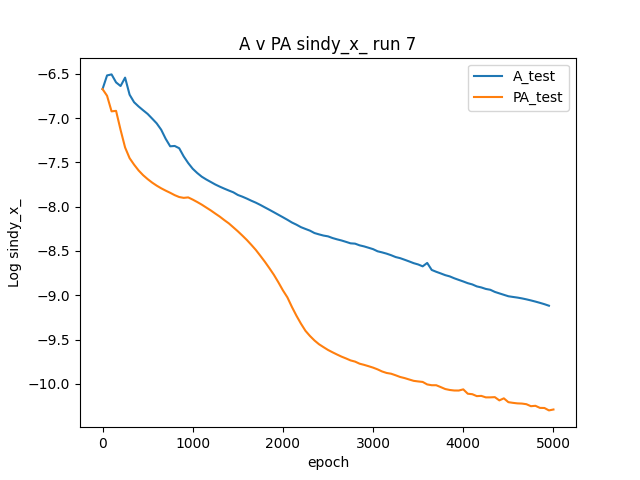 A v PA sindy_x_ run 7
A_test
PA_test
Log sindy_x_
−6.5
−7.0
−7.5
−8.0
−8.5
−9.0
−9.5
−10.0
0 1000 2000 3000 4000 5000
epoch